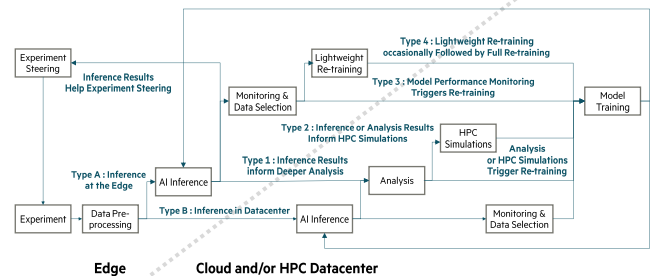 Type 4 : Lightweight Re-training
occasionally Followed by Full Re-training
Experiment
Steering
Lightweight
Re-training
Inference Results
Help Experiment Steering
Type 3 : Model Performance Monitoring
Triggers Re-training
Monitoring &
Data Selection
Model
Training
Type 2 : Inference or Analysis Results
Inform HPC Simulations
HPC
Simulations
Type A : Inference
at the Edge
AI Inference
Type 1 : Inference Results
inform Deeper Analysis
Analysis
Analysis
or HPC Simulations
Trigger Re-training
Experiment
Data Pre-
processing
Type B : Inference in Datacenter
AI Inference
Monitoring &
Data Selection
Edge
Cloud and/or HPC Datacenter